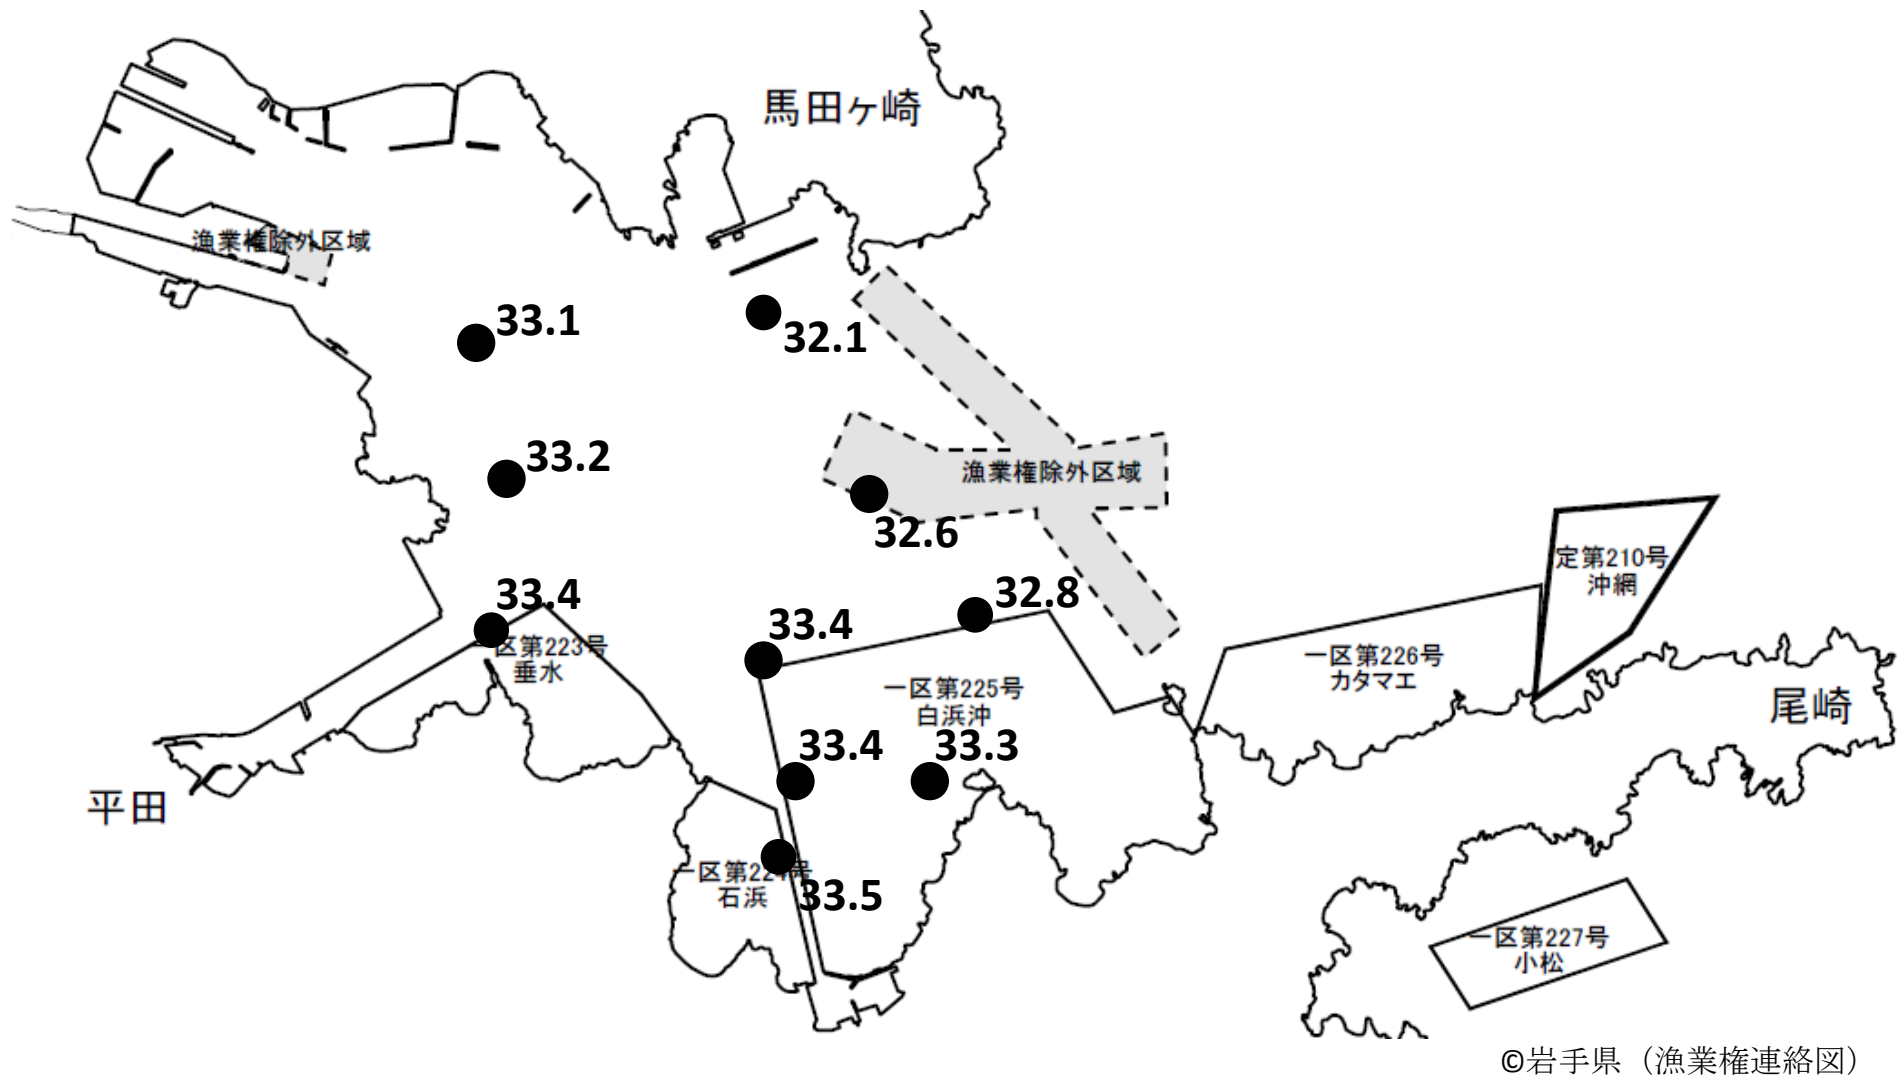 馬田ヶ崎
漁業権除外区域
33.1
32.1
33.2
漁業権除外区域
32.6
定第210号
沖網
33.4
32.8
33.4
一区第223号
垂水
一区第226号
カタマエ
一区第225号
白浜沖
尾崎
33.4
33.3
平田
一区第224号
石浜
33.5
一区第227号
小松
©岩手県（漁業権連絡図）